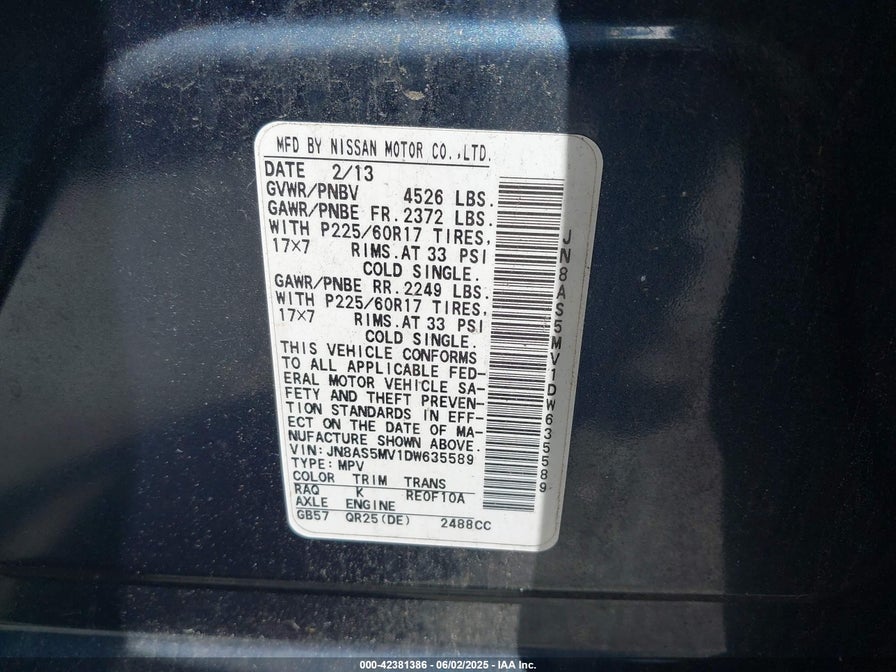 MFD BY NISSAN MOTOR CO.,LTD.
DATE 2/13
GVWR/PNBV 4526 LBS.
GAWR/PNBE FR. 2372 LBS.
WITH P225/60R17 TIRES,
17×7 RIMS. AT 33 PSI
COLD SINGLE.
GAWR/PNBE RR. 2249 LBS.
WITH P225/60R17 TIRES,
17×7 RIMS. AT 33 PSI
COLD SINGLE.
THIS VEHICLE CONFORMS
TO ALL APPLICABLE FED-
ERAL MOTOR VEHICLE SA-
FETY AND THEFT PREVEN-
TION STANDARDS IN EFF-
ECT ON THE DATE OF MA-
NUFACTURE SHOWN ABOVE.
VIN: JN8AS5MV1DW635589
TYPE: MPV
COLOR TRIM TRANS
RAQ K RE0F10A
AXLE ENGINE
GB57 QR25(DE) 2488CC
JN8AS5MV1DW635589
000-42381386 - 06/02/2025 - IAA Inc.